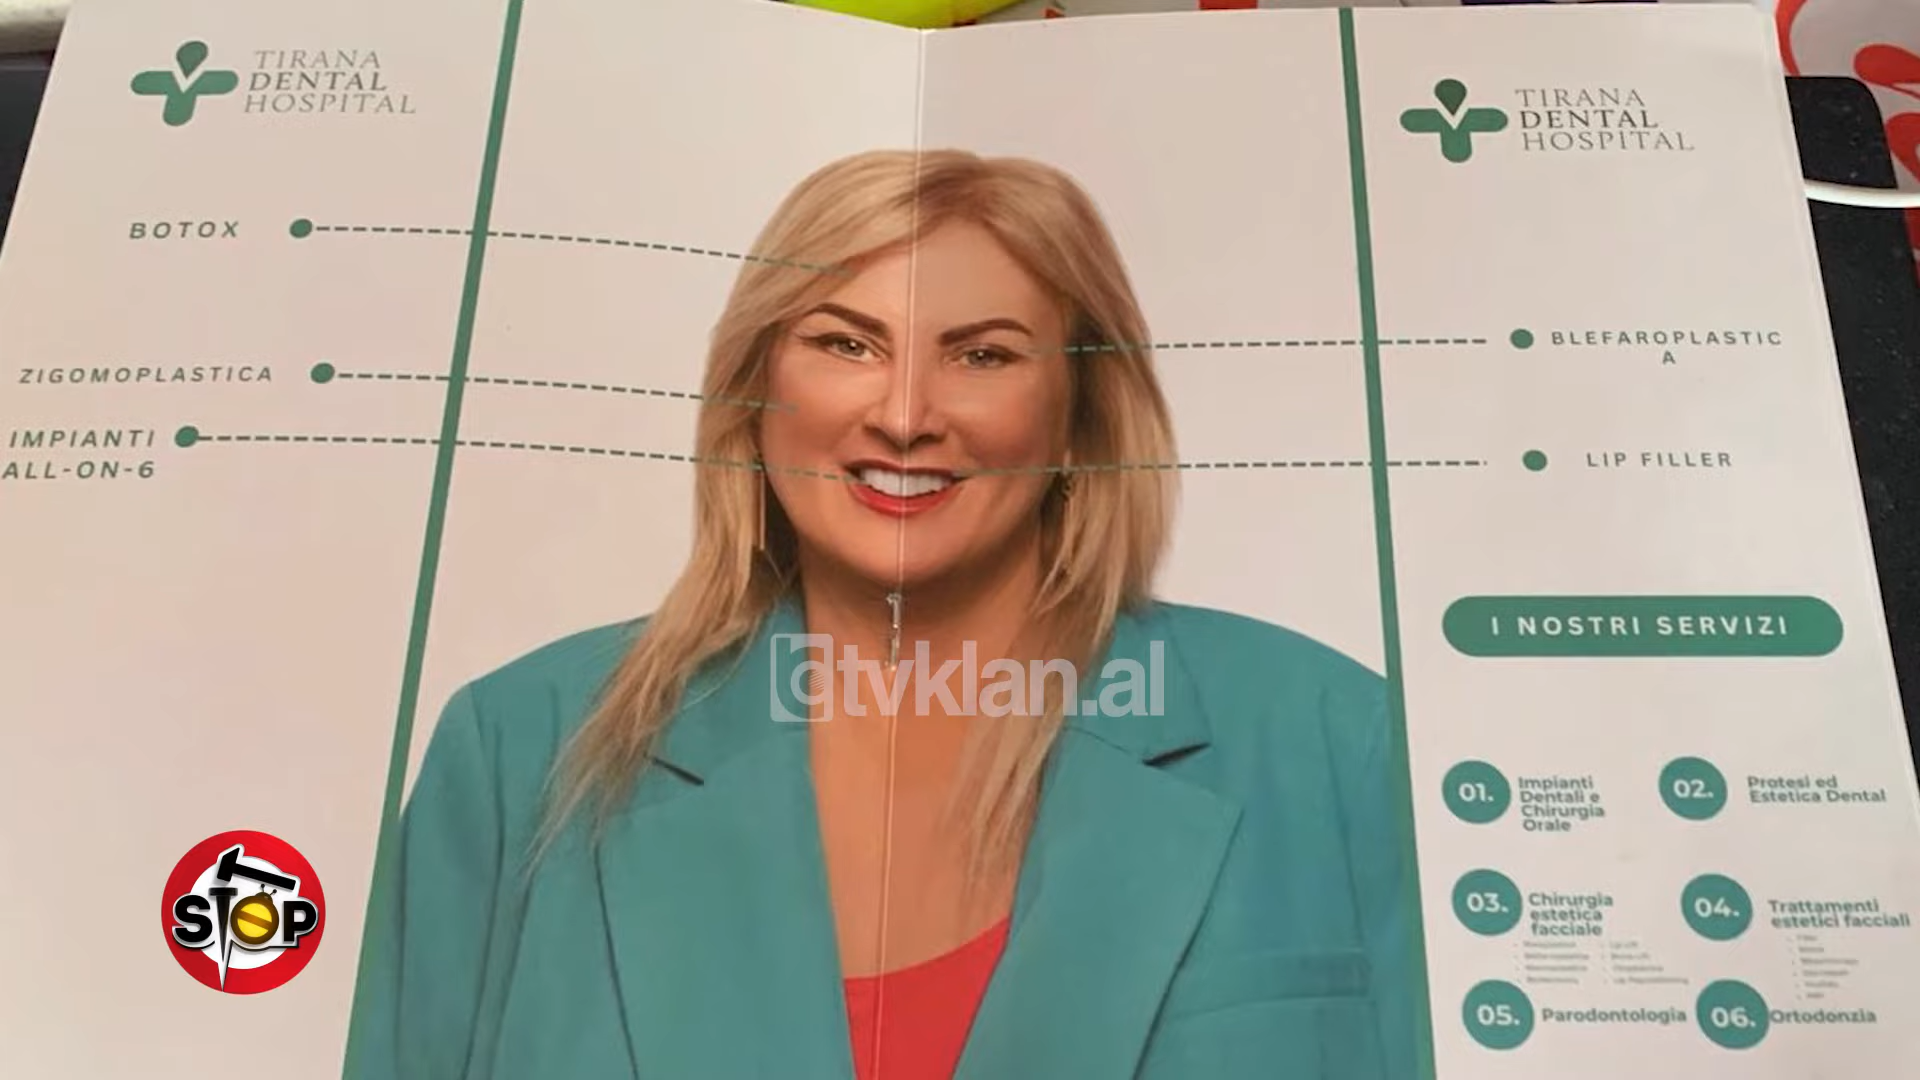 TIRANA
DENTAL
HOSPITAL
TIRANA
DENTAL
HOSPITAL
BOTOX
ZIGOMOPLASTICA
IMPIANTI
ALL-ON-6
BLEFAROPLASTIC
A
LIP FILLER
I NOSTRI SERVIZI
01.
Impianti
Dentali e
Chirurgia
Orale
02.
Protesi ed
Estetica Dental
03.
Chirurgia
estetica
facciale
04.
Trattamenti
estetici facciali
05.
Parodontologia
06.
Ortodonzia
tvklan.al
STOP